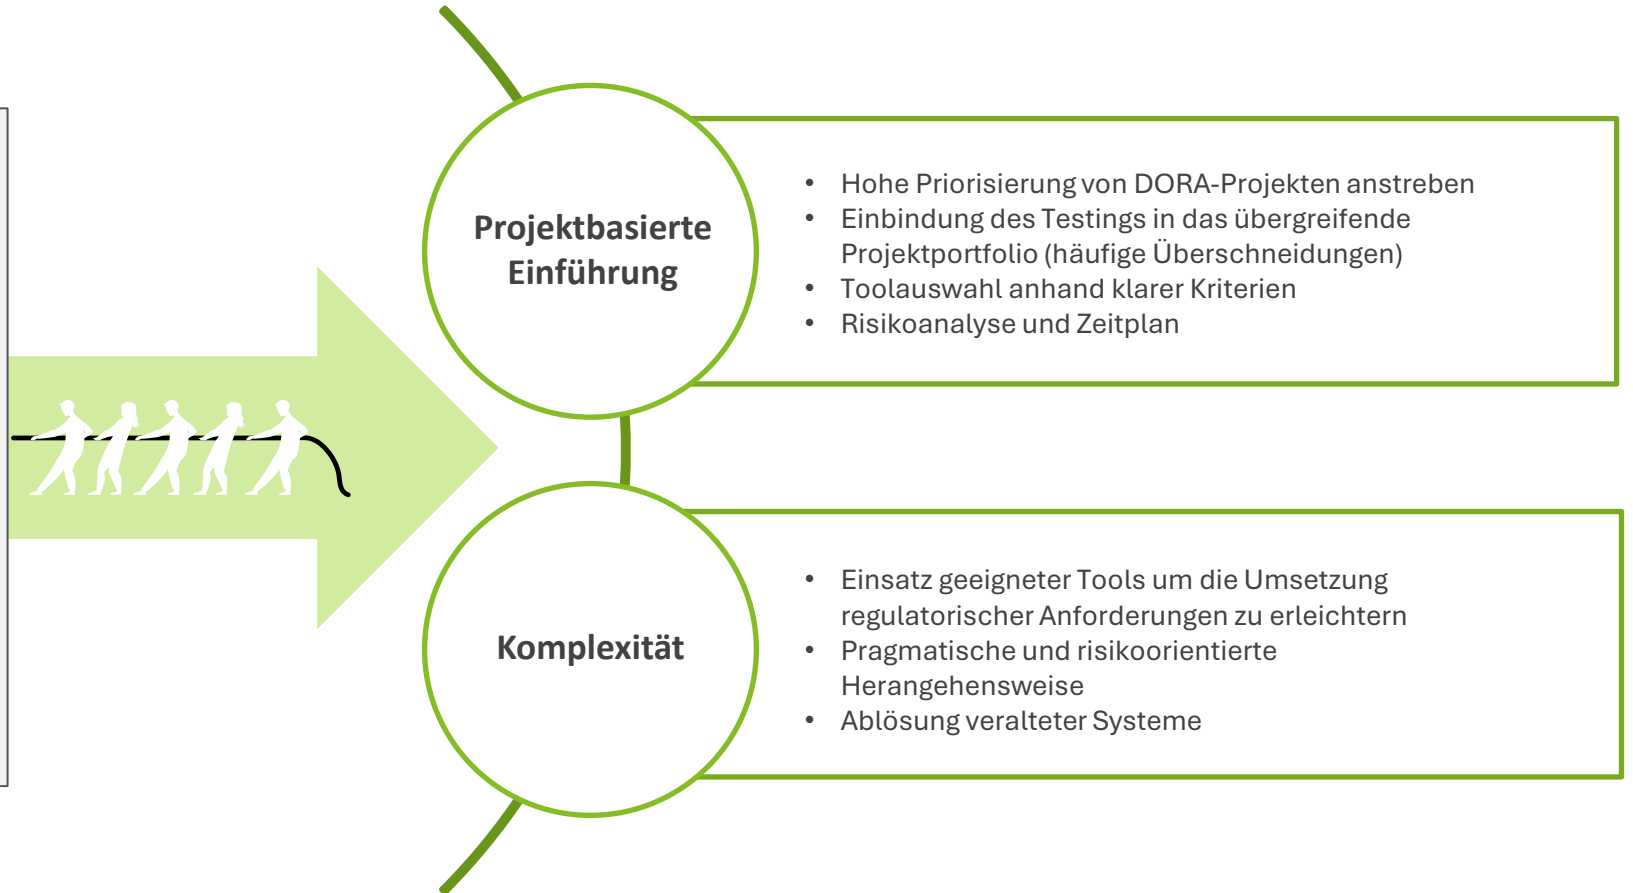 Projektbasierte
Einführung
• Hohe Priorisierung von DORA-Projekten anstreben
• Einbindung des Testings in das übergreifende
Projektportfolio (häufige Überschneidungen)
• Toolauswahl anhand klarer Kriterien
• Risikoanalyse und Zeitplan
Komplexität
• Einsatz geeigneter Tools um die Umsetzung
regulatorischer Anforderungen zu erleichtern
• Pragmatische und risikoorientierte
Herangehensweise
• Ablösung veralteter Systeme